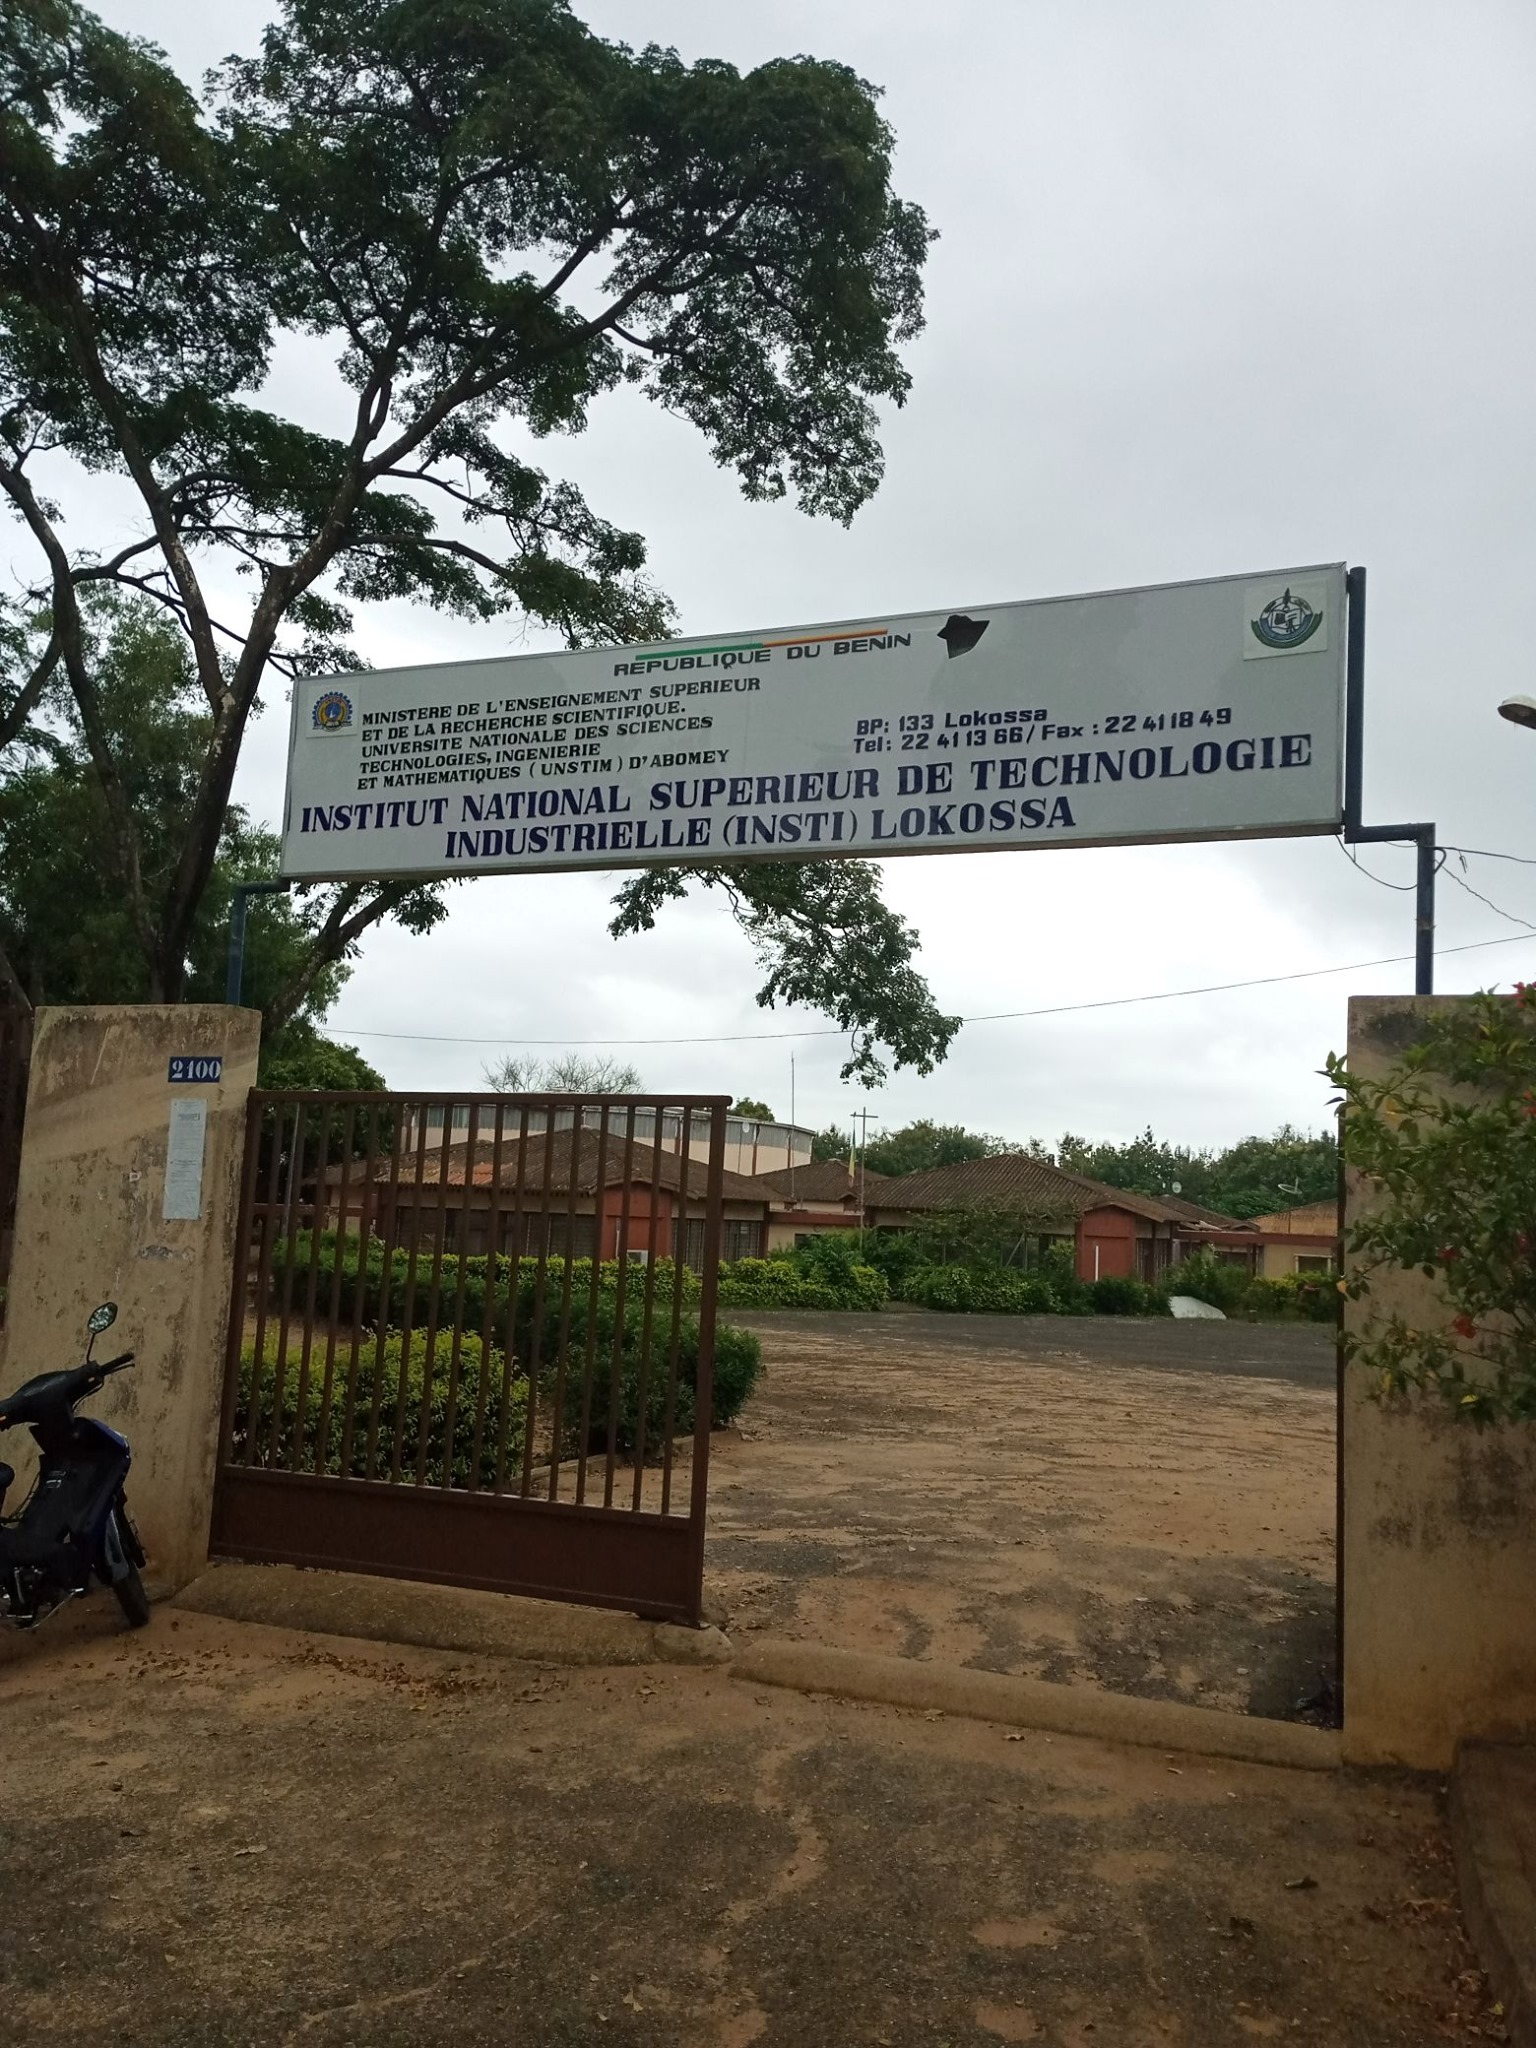 RÉPUBLIQUE DU BENIN
MINISTERE DE L'ENSEIGNEMENT SUPERIEUR
ET DE LA RECHERCHE SCIENTIFIQUE.
UNIVERSITE NATIONALE DES SCIENCES
TECHNOLOGIES, INGENIERIE
ET MATHEMATIQUES (UNSTIM) D'ABOMEY
BP: 133 Lokossa
Tel: 22 41 13 66 / Fax : 22 41 18 49
INSTITUT NATIONAL SUPERIEUR DE TECHNOLOGIE
INDUSTRIELLE (INSTI) LOKOSSA
2100